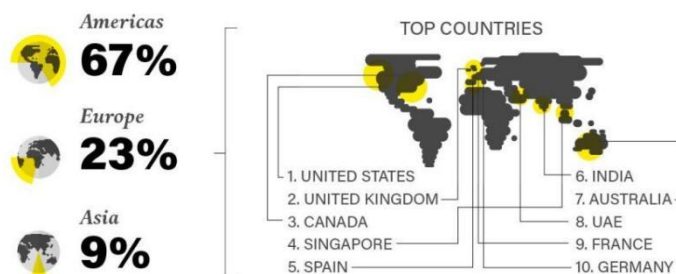 Americas
67%
Europe
23%
Asia
9%
TOP COUNTRIES
1. UNITED STATES
2. UNITED KINGDOM
3. CANADA
4. SINGAPORE
5. SPAIN
6. INDIA
7. AUSTRALIA
8. UAE
9. FRANCE
10. GERMANY